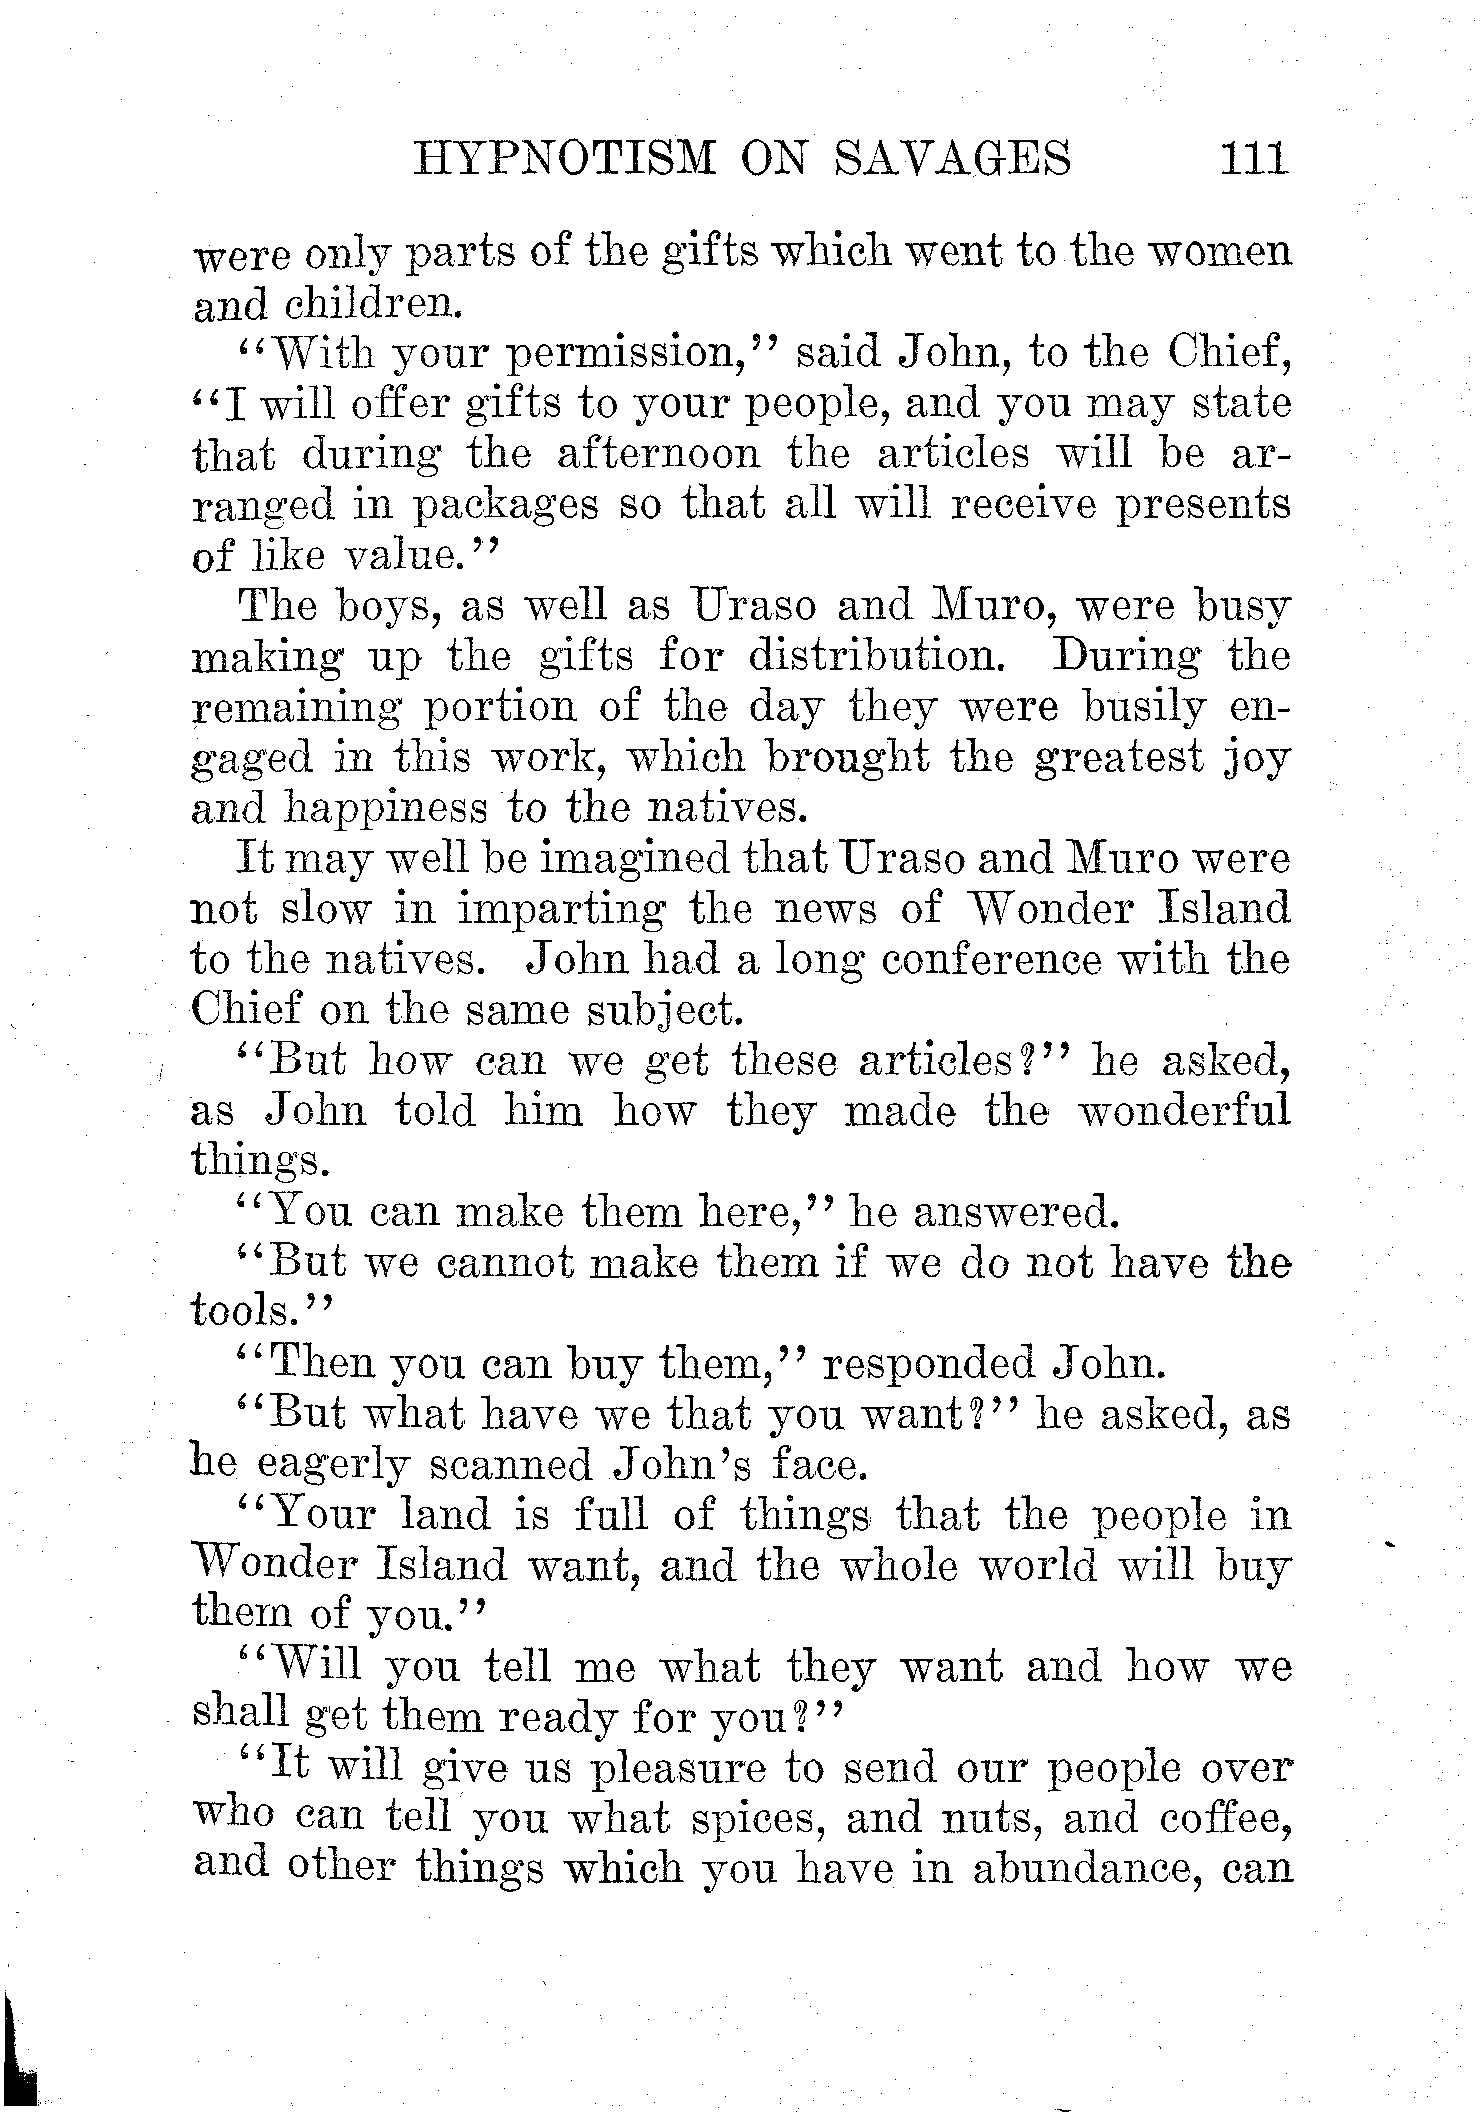 HYPNOTISM ON SAVAGES 111
were only parts of the gifts which went to the women
and children.
"With your permission," said John, to the Chief,
"I will offer gifts to your people, and you may state
that during the afternoon the articles will be ar-
ranged in packages so that all will receive presents
of like value."
The boys, as well as Uraso and Muro, were busy
making up the gifts for distribution. During the
remaining portion of the day they were busily en-
gaged in this work, which brought the greatest joy
and happiness to the natives.
It may well be imagined that Uraso and Muro were
not slow in imparting the news of Wonder Island
to the natives. John had a long conference with the
Chief on the same subject.
"But how can we get these articles?" he asked,
as John told him how they made the wonderful
things.
"You can make them here," he answered.
"But we cannot make them if we do not have the
tools."
"Then you can buy them," responded John.
"But what have we that you want?" he asked, as
he eagerly scanned John's face.
"Your land is full of things that the people in
Wonder Island want, and the whole world will buy
them of you."
"Will you tell me what they want and how we
shall get them ready for you?"
"It will give us pleasure to send our people over
who can tell you what spices, and nuts, and coffee,
and other things which you have in abundance, can